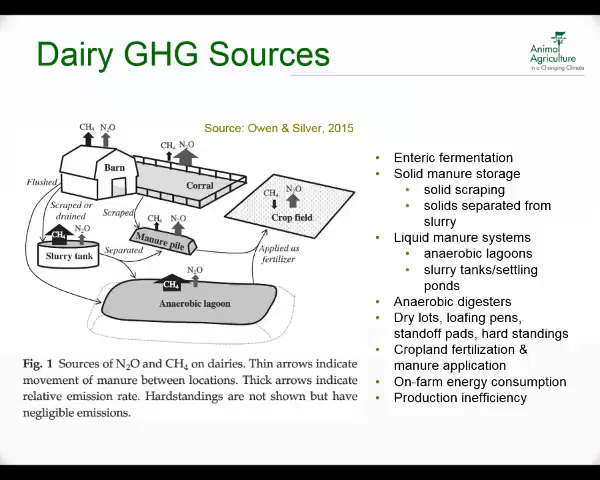 Dairy GHG Sources
Animal
Agriculture
in a Changing Climate
Source: Owen & Silver, 2015
CH4 N2O
Barn
CH4 N2O
Corral
Flushed
Scraped or
drained
Scraped
CH4 N2O
Manure pile
CH4 N2O
Crop field
CH4 N2O
Slurry tank
Separated
Applied as
fertilizer
N2O
CH4
Anaerobic lagoon
Fig. 1 Sources of N2O and CH4 on dairies. Thin arrows indicate
movement of manure between locations. Thick arrows indicate
relative emission rate. Hardstandings are not shown but have
negligible emissions.
• Enteric fermentation
• Solid manure storage
• solid scraping
• solids separated from
slurry
• Liquid manure systems
• anaerobic lagoons
• slurry tanks/settling
ponds
• Anaerobic digesters
• Dry lots, loafing pens,
standoff pads, hard standings
• Cropland fertilization &
manure application
• On-farm energy consumption
• Production inefficiency